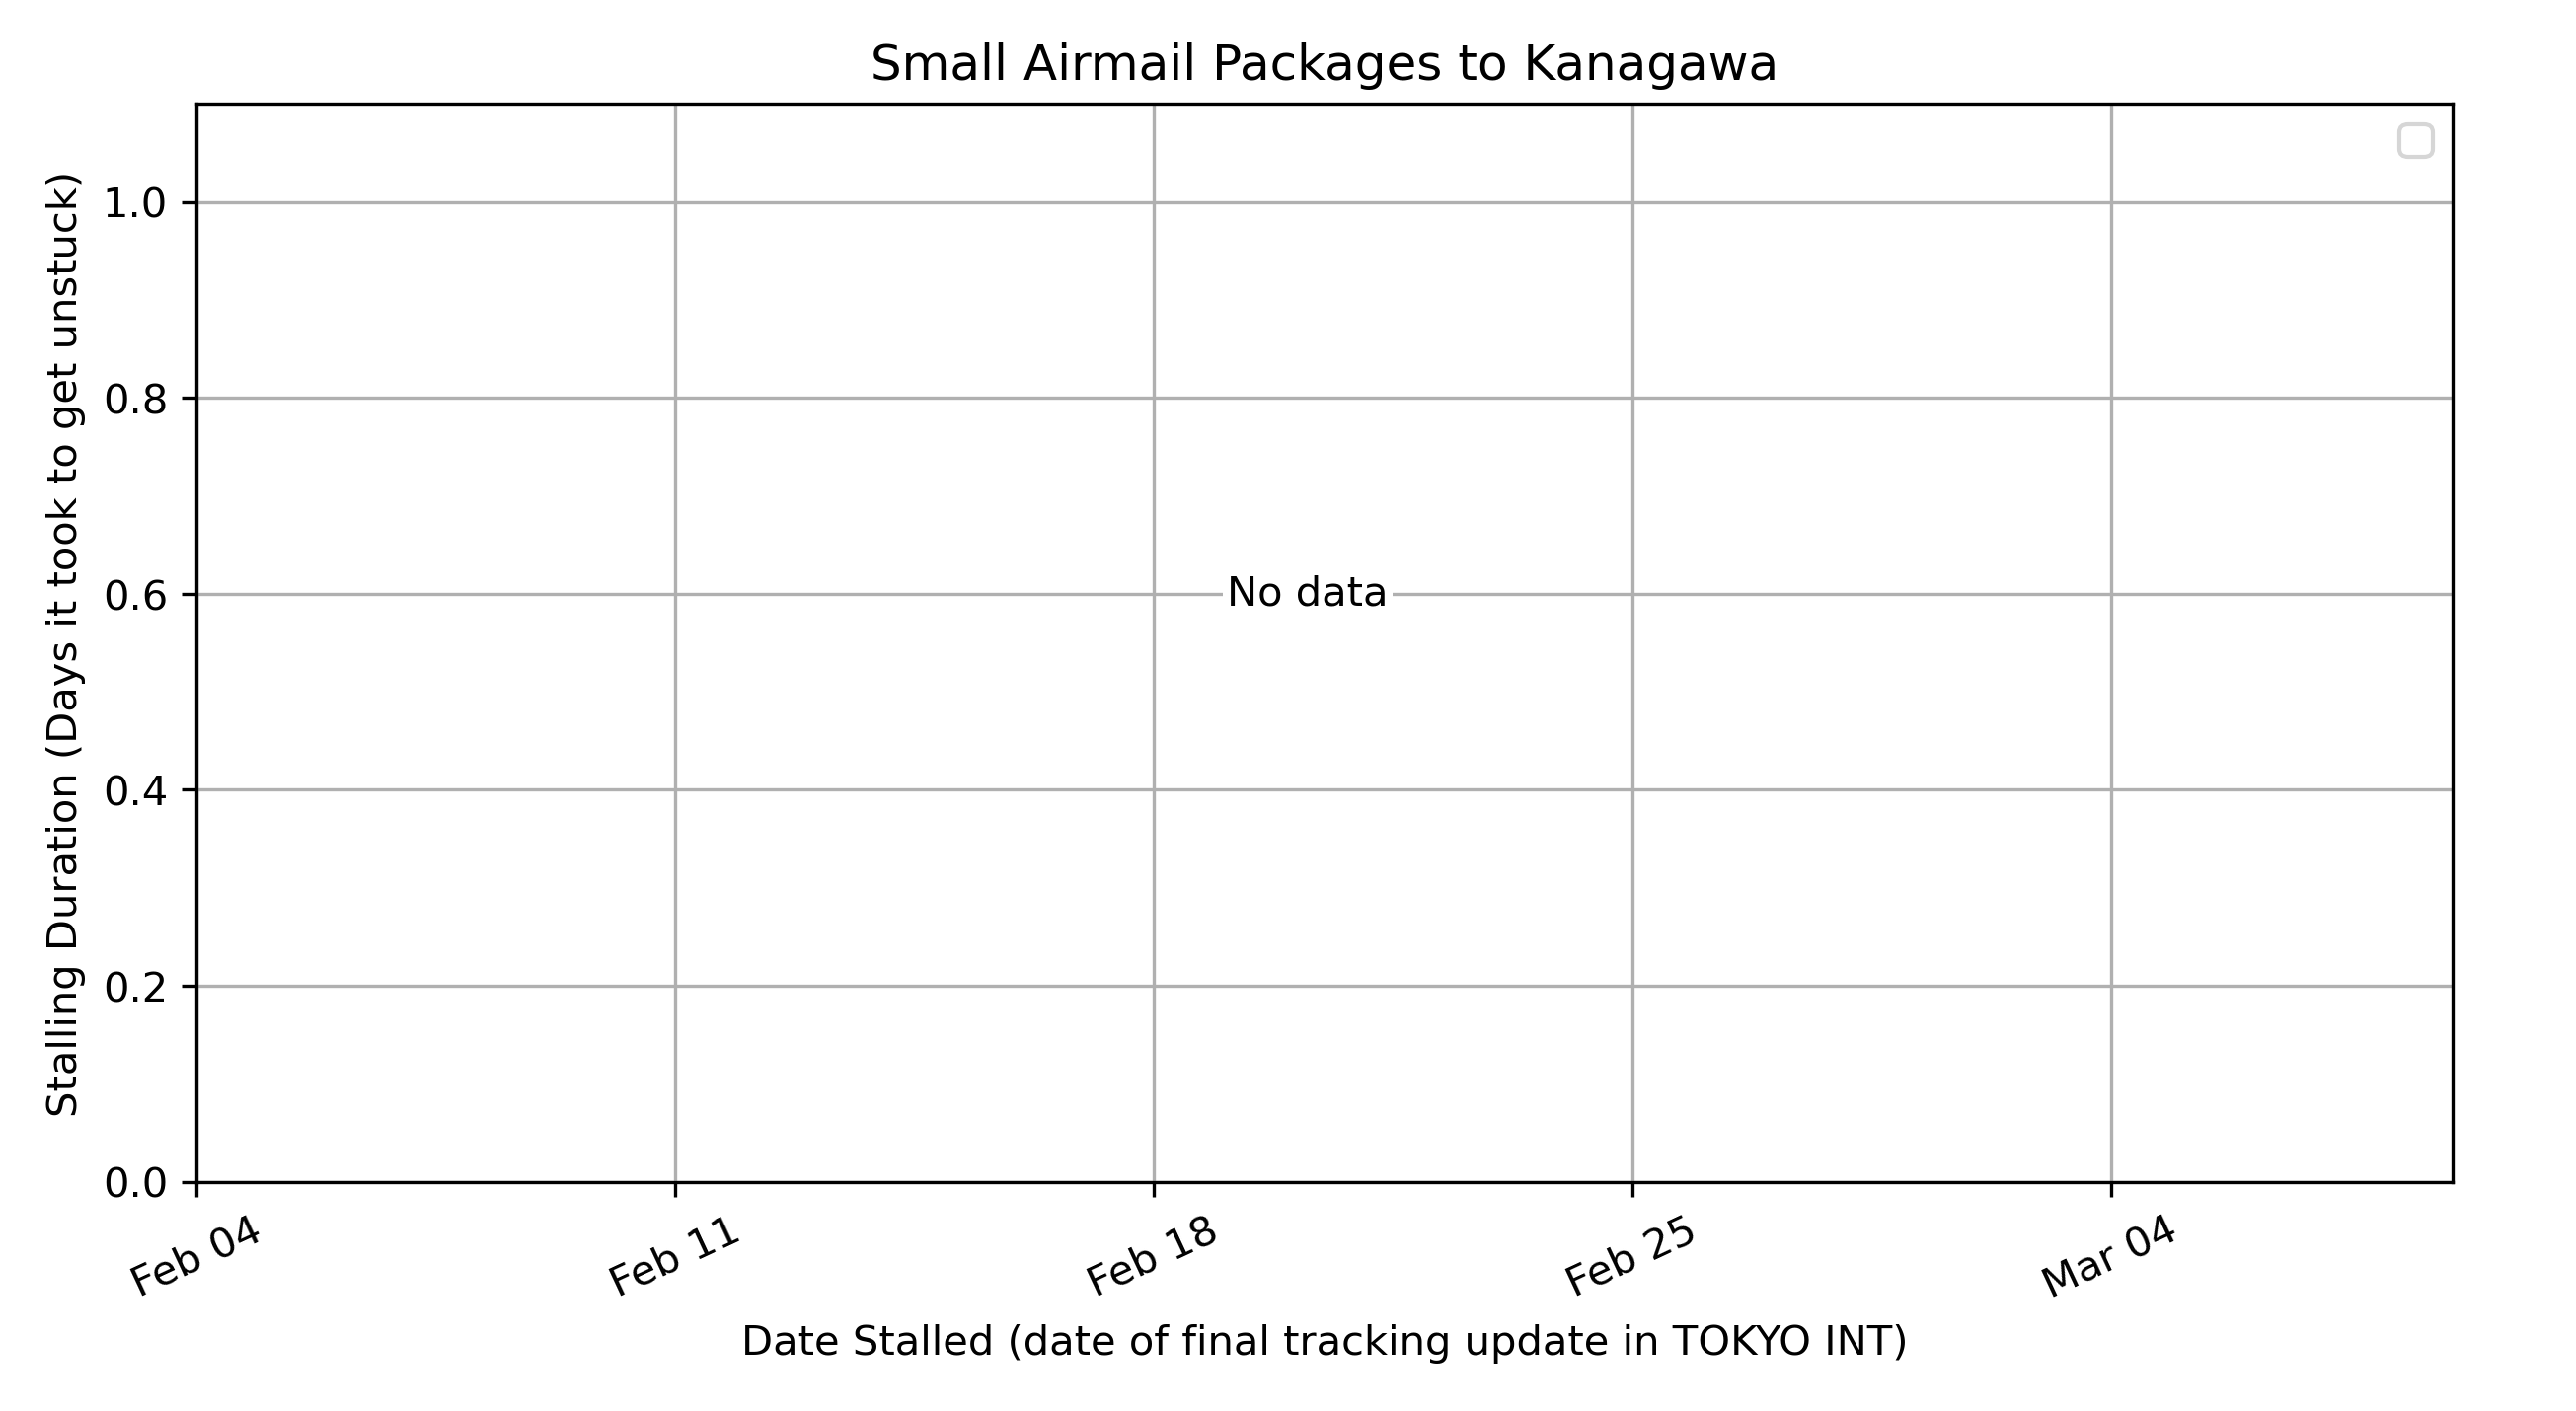 Small Airmail Packages to Kanagawa
Stalling Duration (Days it took to get unstuck)
1.0
0.8
0.6
0.4
0.2
0.0
No data
Feb 04
Feb 11
Feb 18
Feb 25
Mar 04
Date Stalled (date of final tracking update in TOKYO INT)